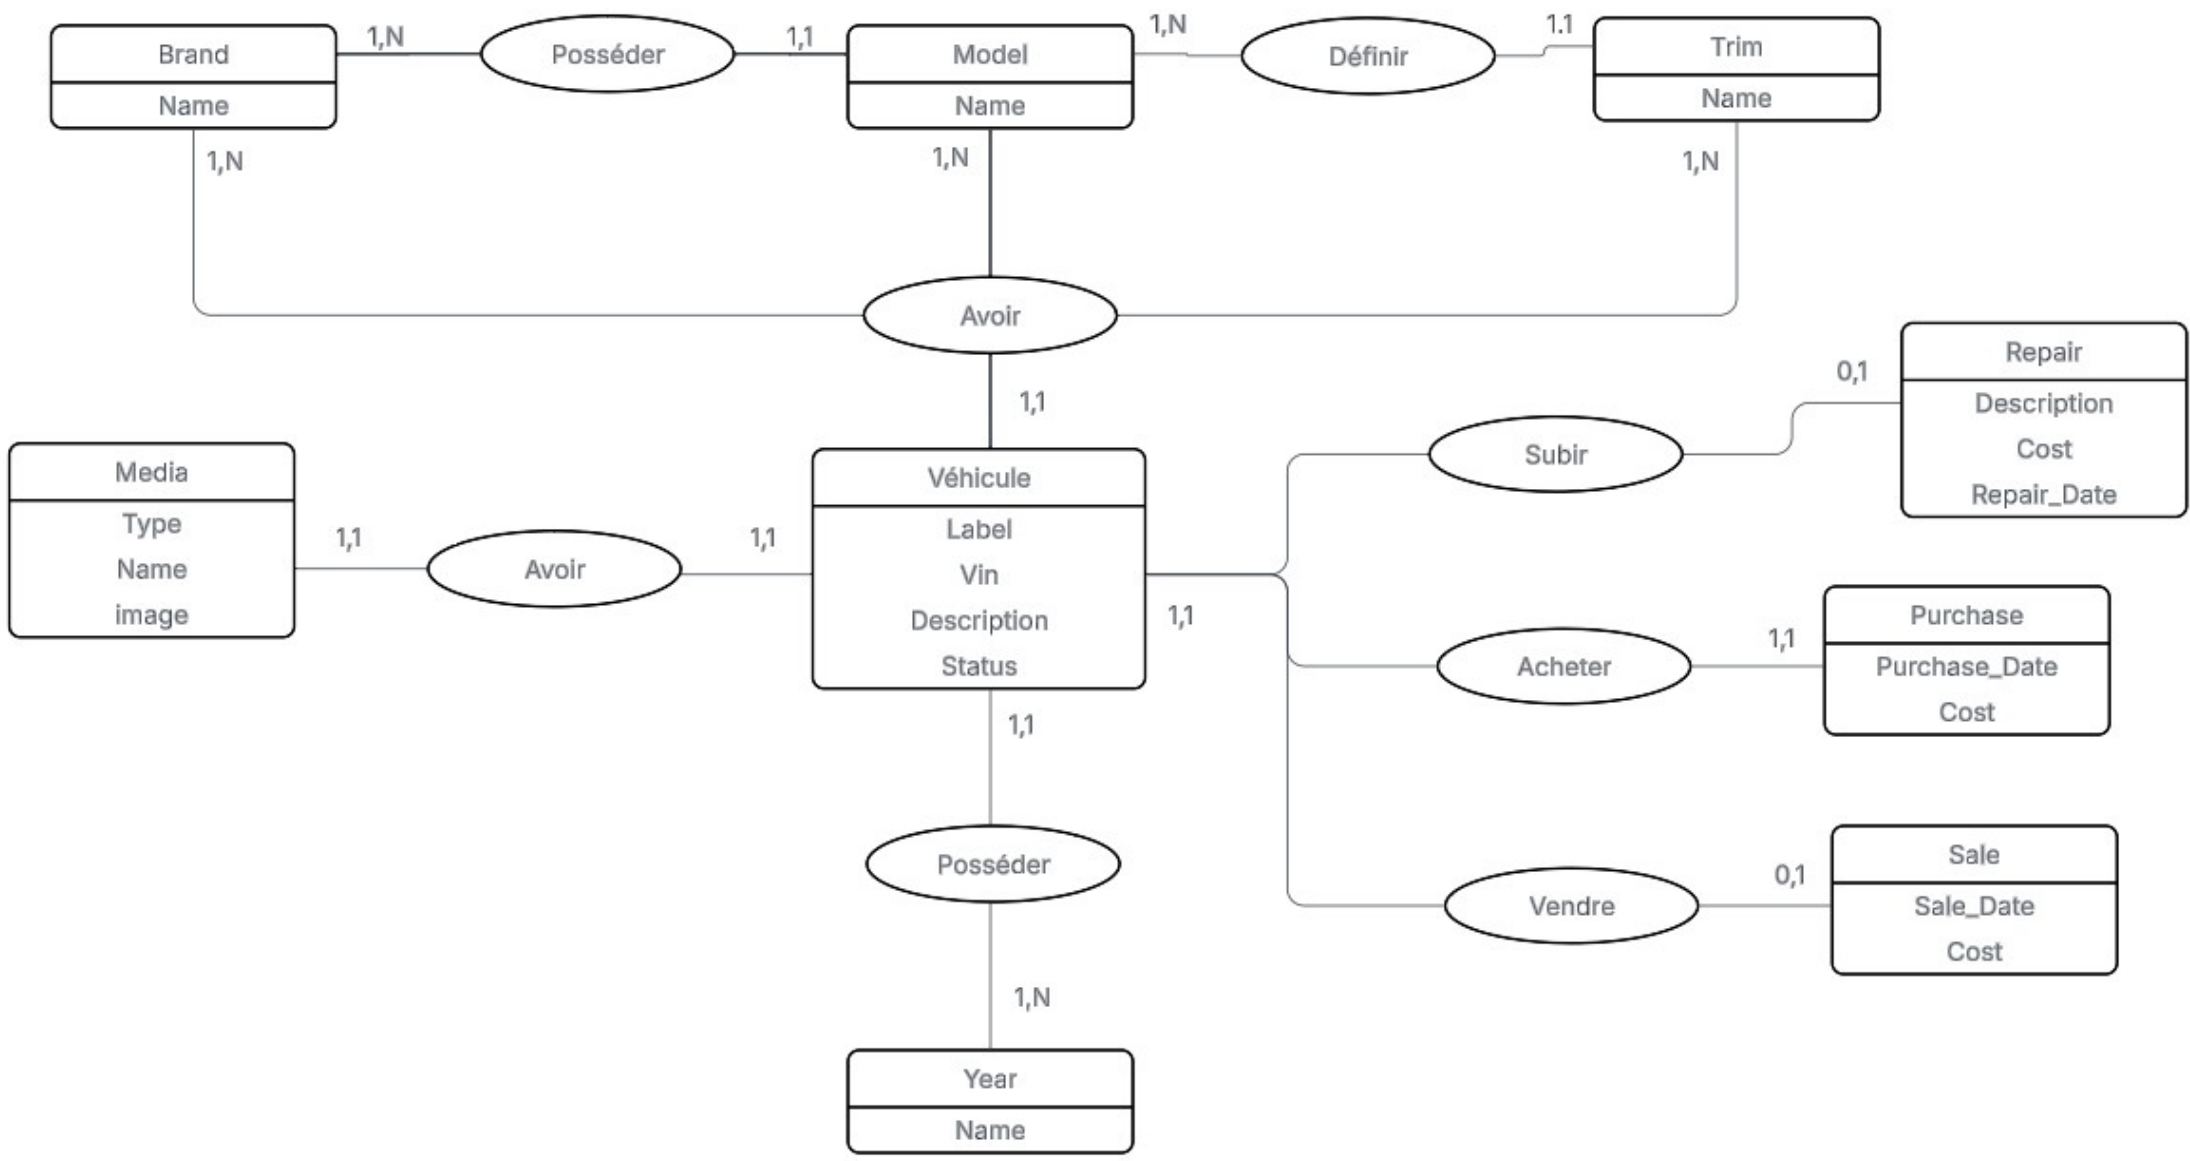 Brand
Name
1,N
Posséder
1,1
Model
Name
1,N
Définir
1.1
Trim
Name
1,N
1,N
1,N
Avoir
1,1
Media
Type
Name
image
1,1
Avoir
1,1
Véhicule
Label
Vin
Description
Status
1,1
Subir
0,1
Repair
Description
Cost
Repair_Date
Acheter
1,1
Purchase
Purchase_Date
Cost
Vendre
0,1
Sale
Sale_Date
Cost
1,1
Posséder
1,N
Year
Name